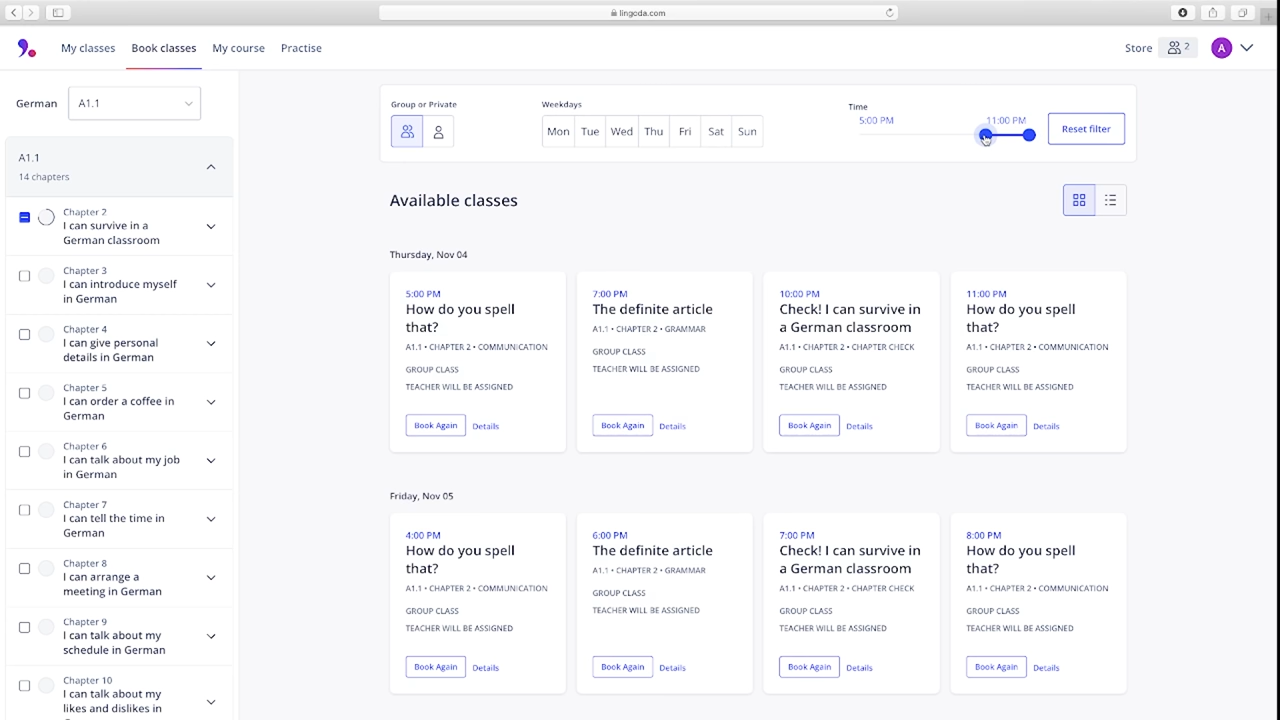 lingoda.com
My classes
Book classes
My course
Practise
Store
2
A
German
A1.1
A1.1
14 chapters
Chapter 2
I can survive in a
German classroom
Chapter 3
I can introduce myself
in German
Chapter 4
I can give personal
details in German
Chapter 5
I can order a coffee in
German
Chapter 6
I can talk about my job
in German
Chapter 7
I can tell the time in
German
Chapter 8
I can arrange a
meeting in German
Chapter 9
I can talk about my
schedule in German
Chapter 10
I can talk about my
likes and dislikes in
Group or Private
Weekdays
Mon Tue Wed Thu Fri Sat Sun
Time
5:00 PM
11:00 PM
Reset filter
Available classes
Thursday, Nov 04
5:00 PM
How do you spell
that?
A1.1 • CHAPTER 2 • COMMUNICATION
GROUP CLASS
TEACHER WILL BE ASSIGNED
Book Again Details
7:00 PM
The definite article
A1.1 • CHAPTER 2 • GRAMMAR
GROUP CLASS
TEACHER WILL BE ASSIGNED
Book Again Details
10:00 PM
Check! I can survive in
a German classroom
A1.1 • CHAPTER 2 • CHAPTER CHECK
GROUP CLASS
TEACHER WILL BE ASSIGNED
Book Again Details
11:00 PM
How do you spell
that?
A1.1 • CHAPTER 2 • COMMUNICATION
GROUP CLASS
TEACHER WILL BE ASSIGNED
Book Again Details
Friday, Nov 05
4:00 PM
How do you spell
that?
A1.1 • CHAPTER 2 • COMMUNICATION
GROUP CLASS
TEACHER WILL BE ASSIGNED
Book Again Details
6:00 PM
The definite article
A1.1 • CHAPTER 2 • GRAMMAR
GROUP CLASS
TEACHER WILL BE ASSIGNED
Book Again Details
7:00 PM
Check! I can survive in
a German classroom
A1.1 • CHAPTER 2 • CHAPTER CHECK
GROUP CLASS
TEACHER WILL BE ASSIGNED
Book Again Details
8:00 PM
How do you spell
that?
A1.1 • CHAPTER 2 • COMMUNICATION
GROUP CLASS
TEACHER WILL BE ASSIGNED
Book Again Details